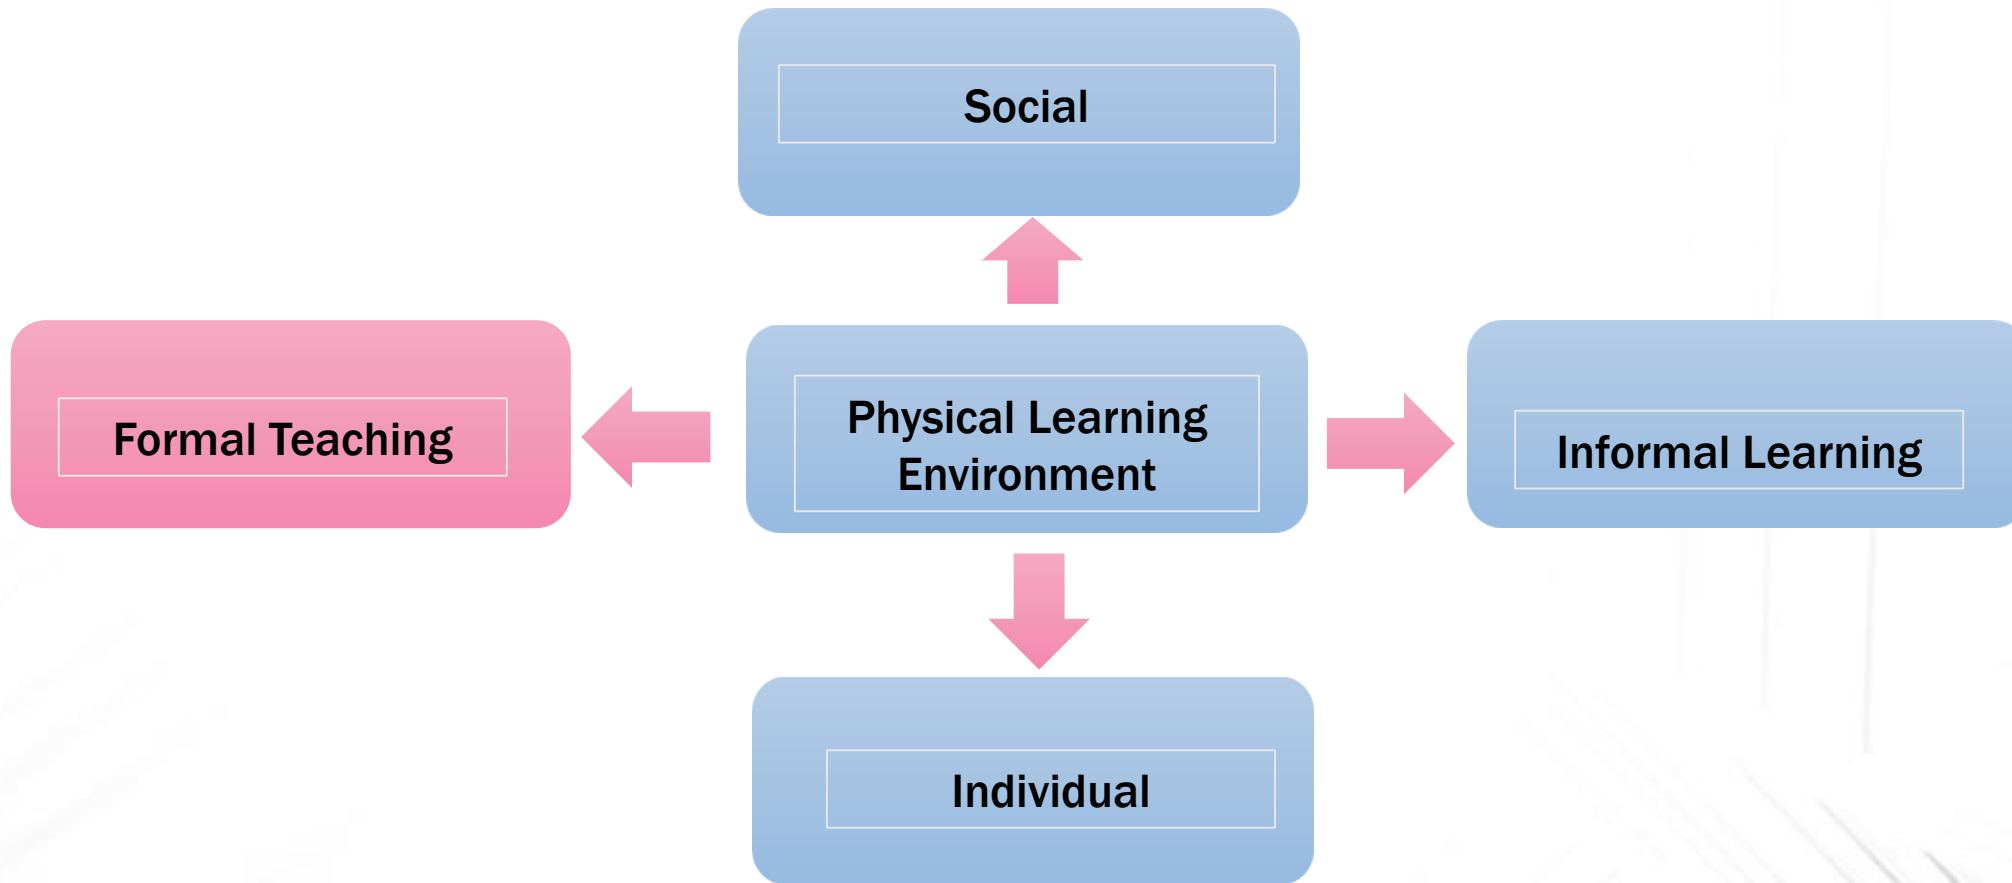 Social
Formal Teaching
Physical Learning
Environment
Informal Learning
Individual